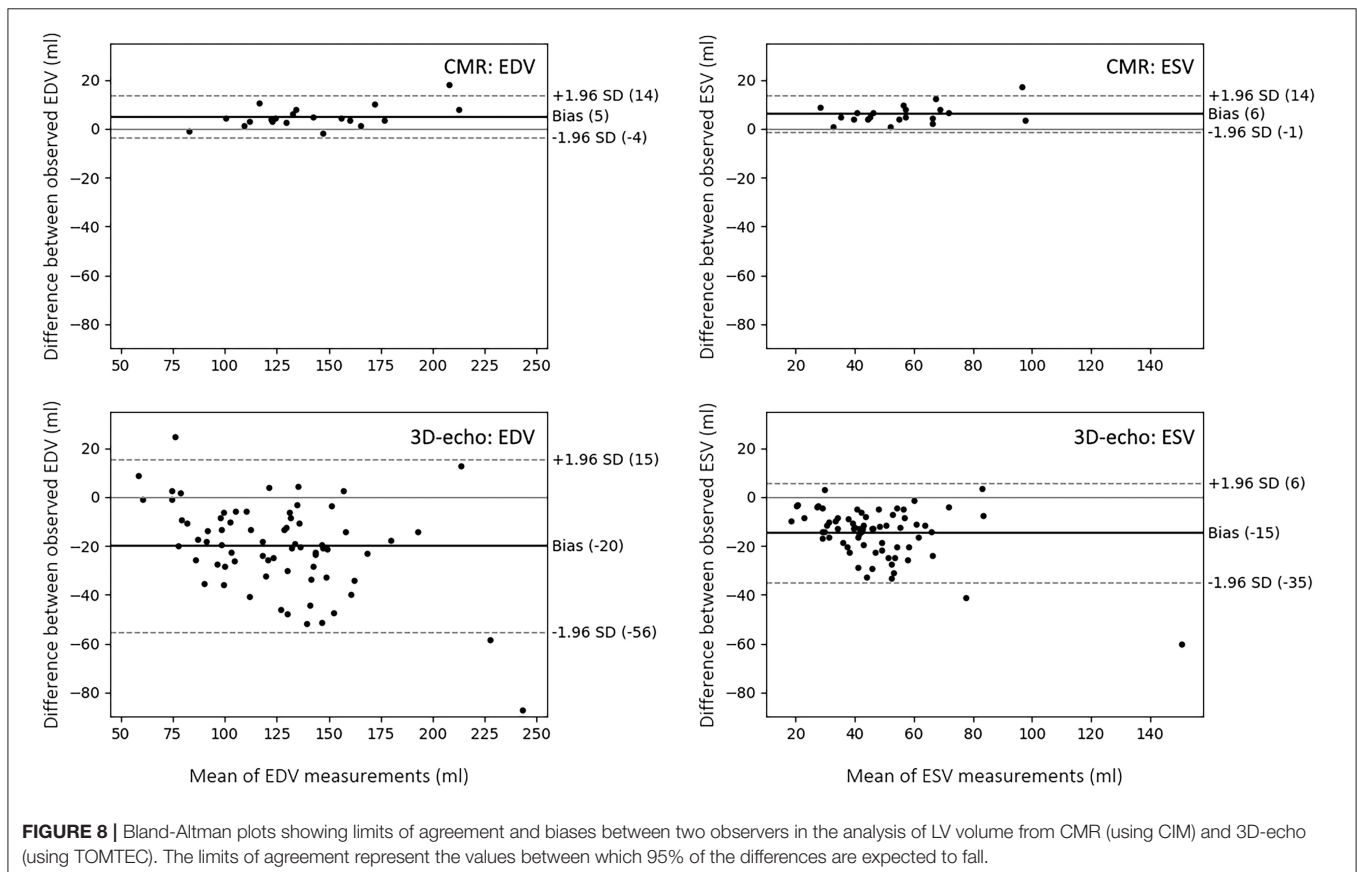 CMR: EDV
Difference between observed EDV (ml)
20
0
−20
−40
−60
−80
50 75 100 125 150 175 200 225 250
+1.96 SD (14)
Bias (5)
-1.96 SD (-4)
CMR: ESV
Difference between observed ESV (ml)
20
0
−20
−40
−60
−80
20 40 60 80 100 120 140
+1.96 SD (14)
Bias (6)
-1.96 SD (-1)
3D-echo: EDV
Difference between observed EDV (ml)
20
0
−20
−40
−60
−80
50 75 100 125 150 175 200 225 250
+1.96 SD (15)
Bias (-20)
-1.96 SD (-56)
Mean of EDV measurements (ml)
3D-echo: ESV
Difference between observed ESV (ml)
20
0
−20
−40
−60
−80
20 40 60 80 100 120 140
+1.96 SD (6)
Bias (-15)
-1.96 SD (-35)
Mean of ESV measurements (ml)
FIGURE 8 | Bland-Altman plots showing limits of agreement and biases between two observers in the analysis of LV volume from CMR (using CIM) and 3D-echo
(using TOMTEC). The limits of agreement represent the values between which 95% of the differences are expected to fall.